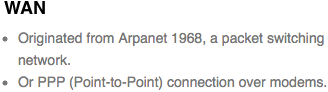 WAN
• Originated from Arpanet 1968, a packet switching
network.
• Or PPP (Point-to-Point) connection over modems.